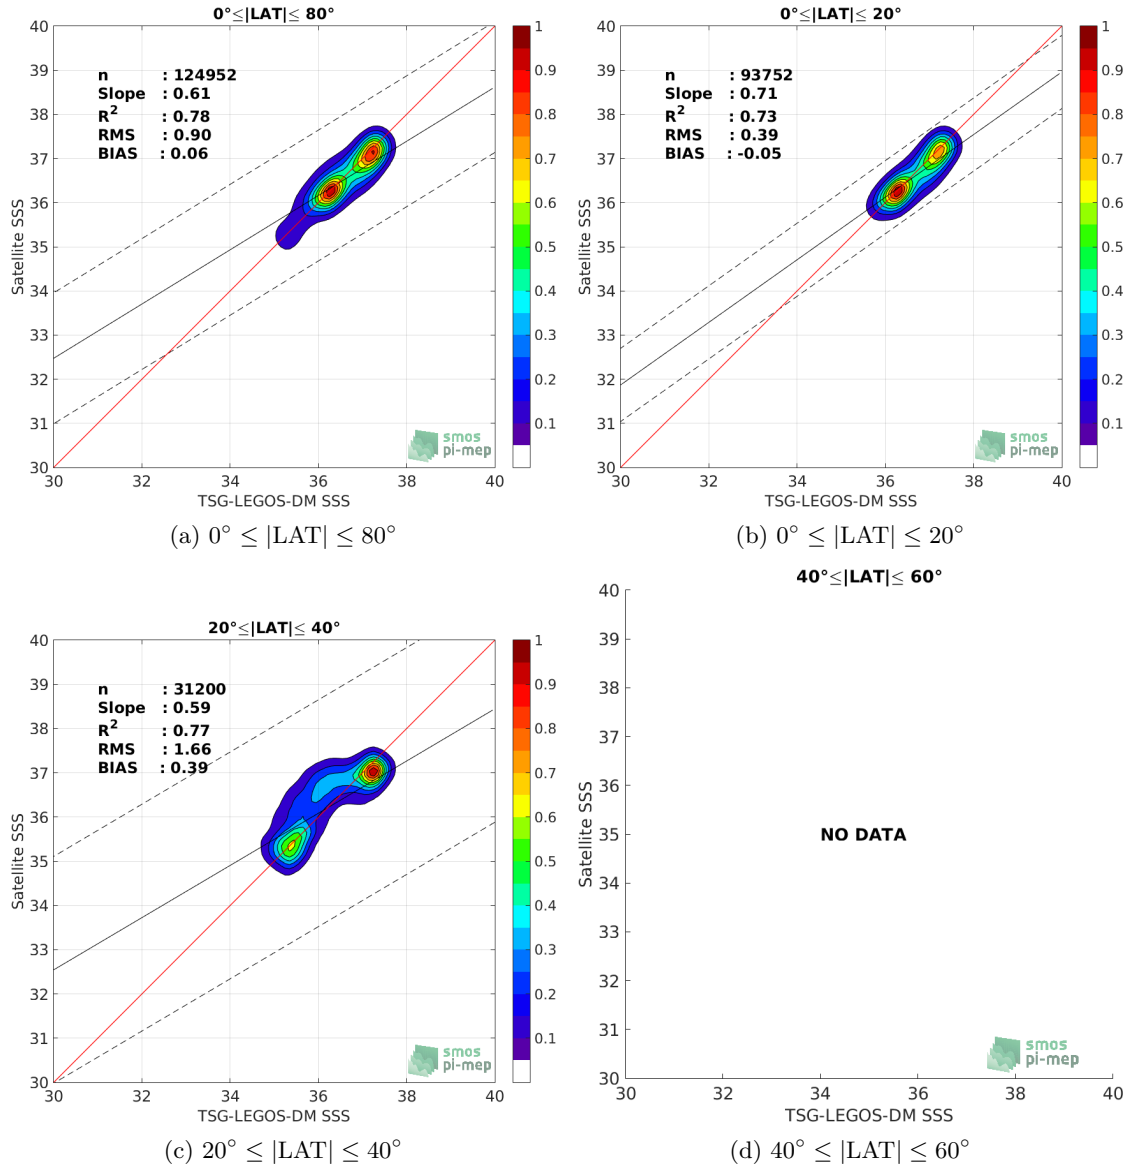 0°≤|LAT|≤ 80°
40
39
38
37
36
35
34
33
32
31
30
Satellite SSS
n : 124952
Slope : 0.61
R2 : 0.78
RMS : 0.90
BIAS : 0.06
smos
pi-mep
30 32 34 36 38 40
TSG-LEGOS-DM SSS
1
0.9
0.8
0.7
0.6
0.5
0.4
0.3
0.2
0.1
(a) 0° ≤ |LAT| ≤ 80°
0°≤|LAT|≤ 20°
40
39
38
37
36
35
34
33
32
31
30
Satellite SSS
n : 93752
Slope : 0.71
R2 : 0.73
RMS : 0.39
BIAS : -0.05
smos
pi-mep
30 32 34 36 38 40
TSG-LEGOS-DM SSS
1
0.9
0.8
0.7
0.6
0.5
0.4
0.3
0.2
0.1
(b) 0° ≤ |LAT| ≤ 20°
20°≤|LAT|≤ 40°
40
39
38
37
36
35
34
33
32
31
30
Satellite SSS
n : 31200
Slope : 0.59
R2 : 0.77
RMS : 1.66
BIAS : 0.39
smos
pi-mep
30 32 34 36 38 40
TSG-LEGOS-DM SSS
1
0.9
0.8
0.7
0.6
0.5
0.4
0.3
0.2
0.1
(c) 20° ≤ |LAT| ≤ 40°
40°≤|LAT|≤ 60°
40
39
38
37
36
35
34
33
32
31
30
Satellite SSS
NO DATA
smos
pi-mep
30 32 34 36 38 40
TSG-LEGOS-DM SSS
(d) 40° ≤ |LAT| ≤ 60°